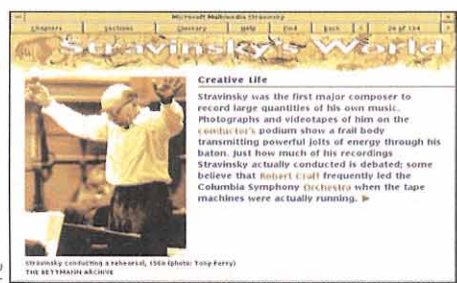 Microsoft Multimedia Stravinsky
Chapters Sections Glossary Help Find Back
Stravinsky's World
Creative Life
Stravinsky was the first major composer to
record large quantities of his own music.
Photographs and videotapes of him on the
conductor's podium show a frail body
transmitting powerful jolts of energy through his
baton. Just how much of his recordings
Stravinsky actually conducted is debated; some
believe that Robert Craft frequently led the
Columbia Symphony Orchestra when the tape
machines were actually running.
Stravinsky conducting a rehearsal, (photo: Tony Perry)
THE BETTMANN ARCHIVE